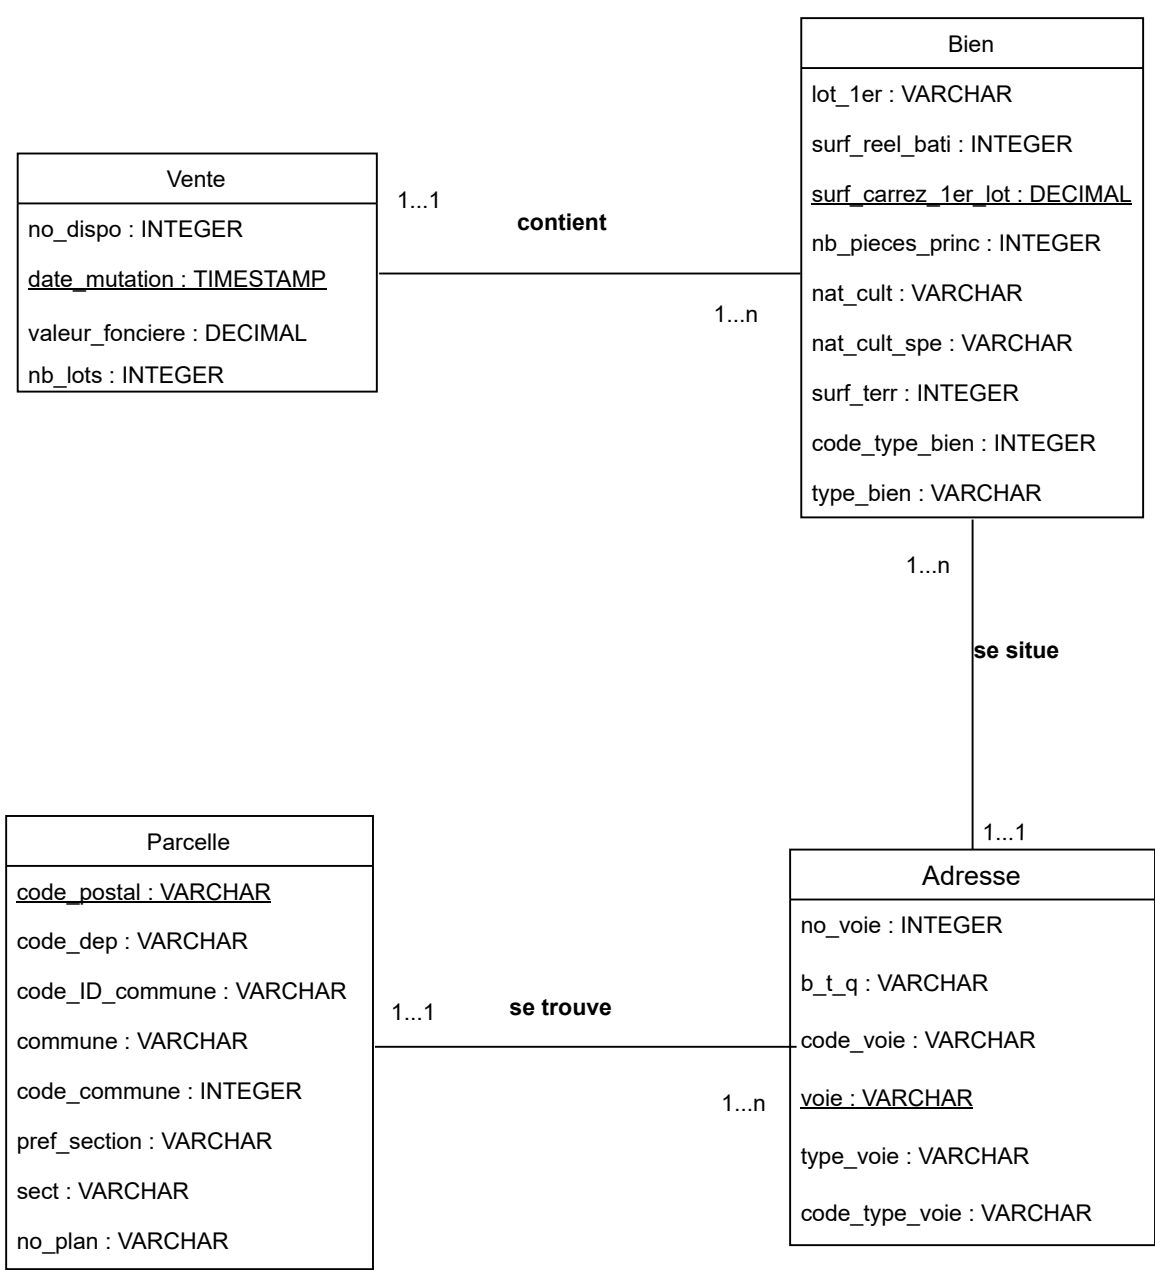 Bien
lot_1er : VARCHAR
surf_reel_bati : INTEGER
surf_carrez_1er_lot : DECIMAL
nb_pieces_princ : INTEGER
nat_cult : VARCHAR
nat_cult_spe : VARCHAR
surf_terr : INTEGER
code_type_bien : INTEGER
type_bien : VARCHAR
Vente
no_dispo : INTEGER
date_mutation : TIMESTAMP
valeur_fonciere : DECIMAL
nb_lots : INTEGER
1...1
contient
1...n
1...n
se situe
1...1
Parcelle
code_postal : VARCHAR
code_dep : VARCHAR
code_ID_commune : VARCHAR
commune : VARCHAR
code_commune : INTEGER
pref_section : VARCHAR
sect : VARCHAR
no_plan : VARCHAR
1...1
se trouve
1...n
Adresse
no_voie : INTEGER
b_t_q : VARCHAR
code_voie : VARCHAR
voie : VARCHAR
type_voie : VARCHAR
code_type_voie : VARCHAR